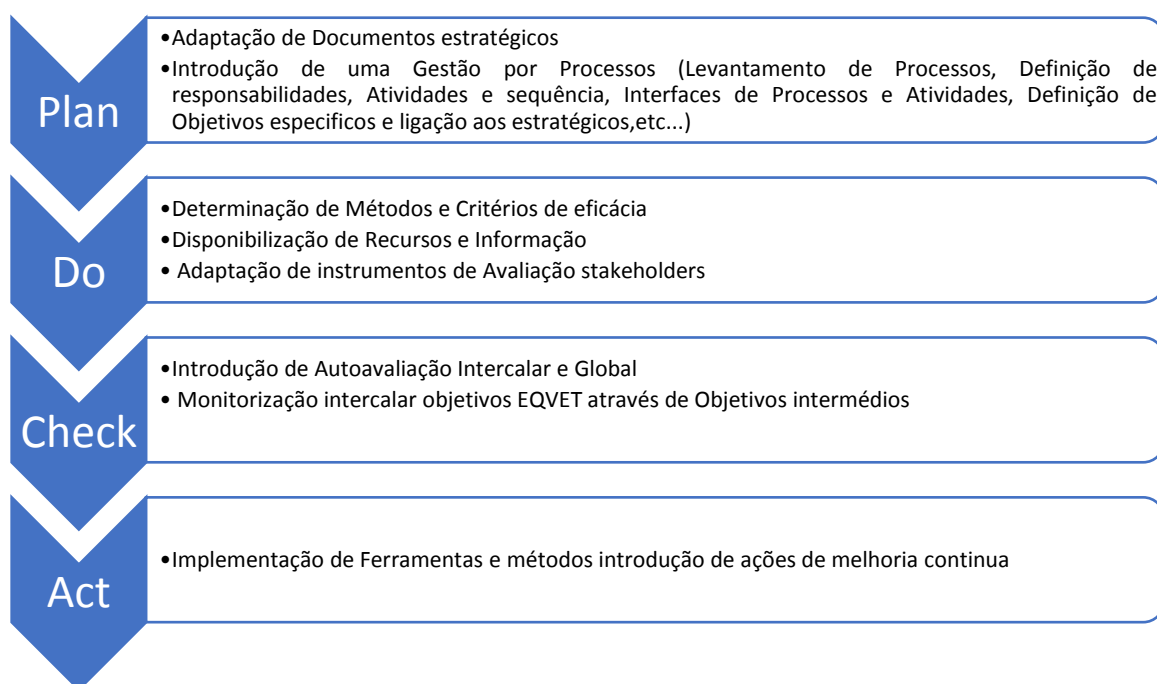 Plan
•Adaptação de Documentos estratégicos
•Introdução de uma Gestão por Processos (Levantamento de Processos, Definição de
responsabilidades, Atividades e sequência, Interfaces de Processos e Atividades, Definição de
Objetivos especificos e ligação aos estratégicos,etc...)
Do
•Determinação de Métodos e Critérios de eficácia
•Disponibilização de Recursos e Informação
• Adaptação de instrumentos de Avaliação stakeholders
Check
•Introdução de Autoavaliação Intercalar e Global
• Monitorização intercalar objetivos EQVET através de Objetivos intermédios
Act
•Implementação de Ferramentas e métodos introdução de ações de melhoria continua